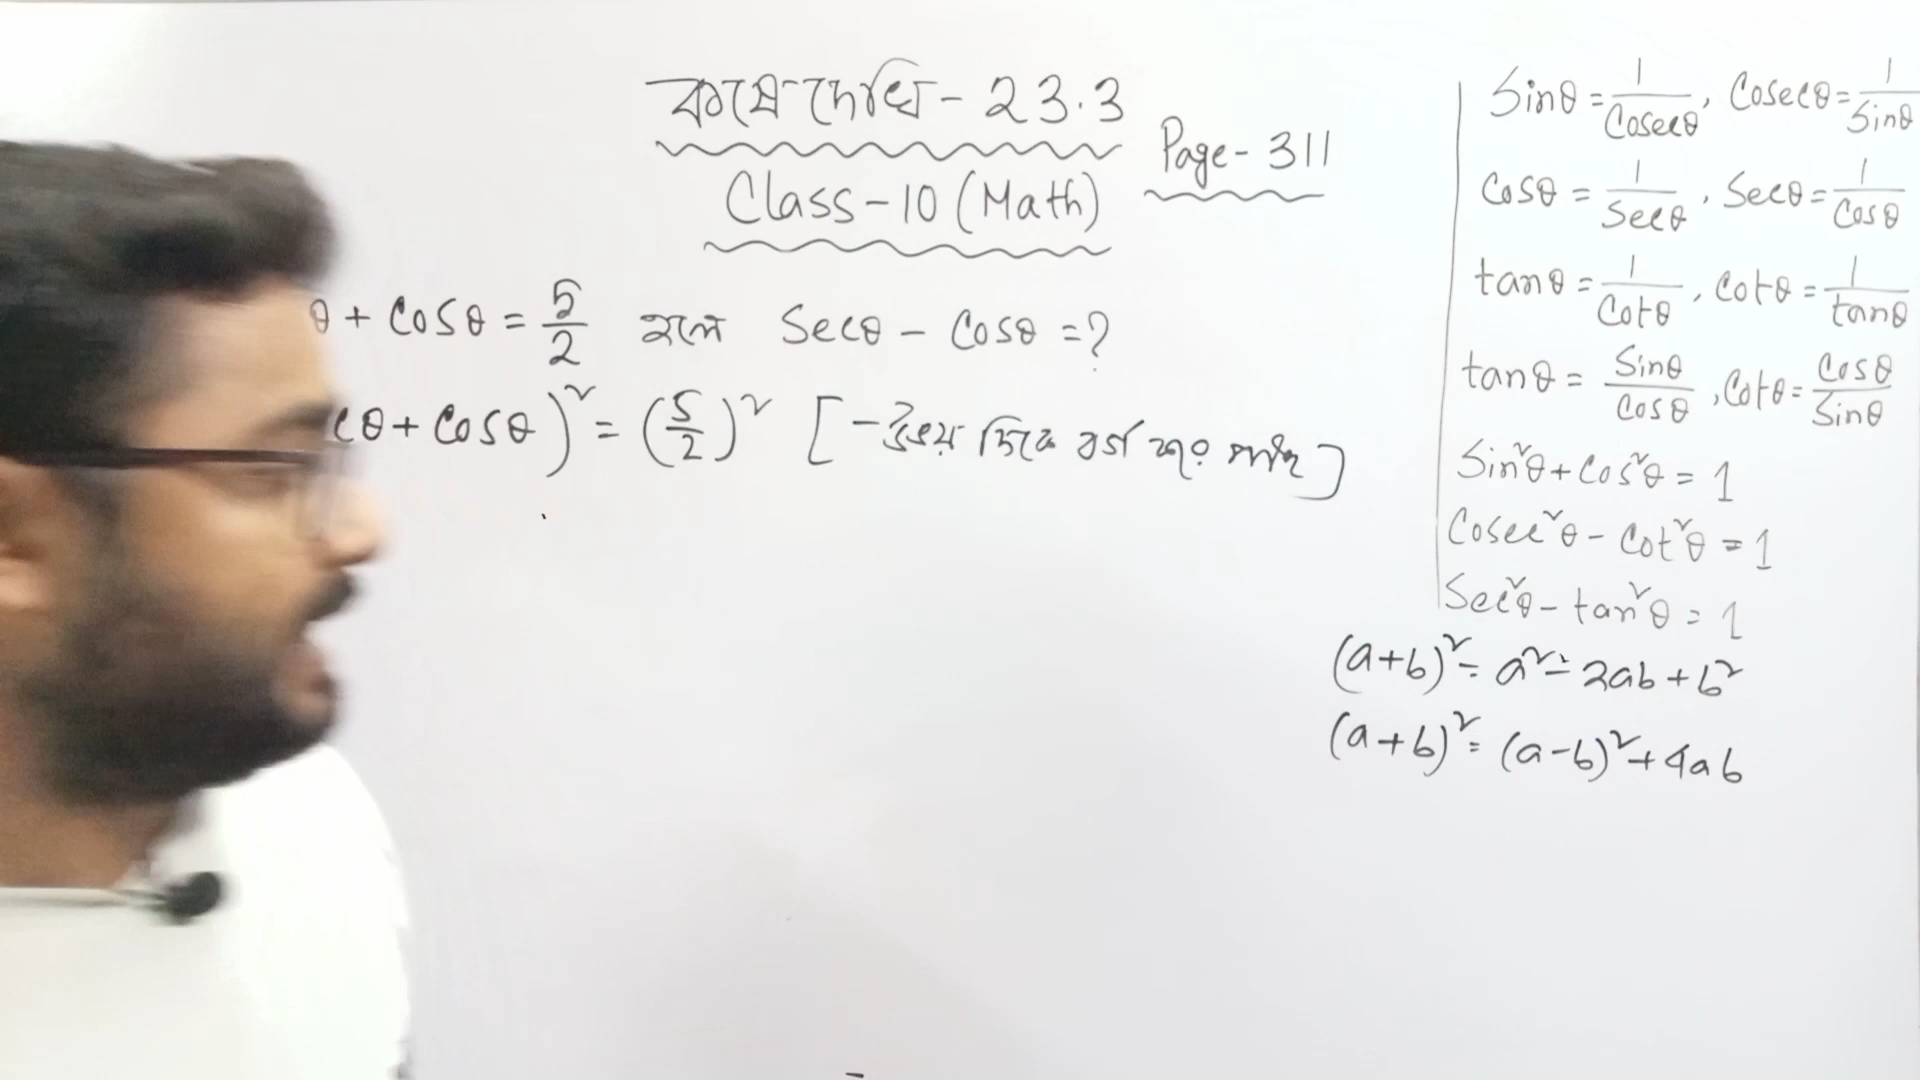 কষে দেখি - 23.3
Class-10 (Math)
Page- 311
θ + Cosθ = 5/2 হলে Secθ - Cosθ = ?
cθ + Cosθ)² = (5/2)² [উভয় দিকে বর্গ করে পাই]
Sinθ = 1/Cosecθ, Cosecθ = 1/Sinθ
Cosθ = 1/Secθ, Secθ = 1/Cosθ
tanθ = 1/Cotθ, Cotθ = 1/tanθ
tanθ = Sinθ/Cosθ, Cotθ = Cosθ/Sinθ
Sin²θ + Cos²θ = 1
Cosec²θ - Cot²θ = 1
Sec²θ - tan²θ = 1
(a+b)² = a² 2ab + b²
(a+b)² = (a-b)² + 4ab